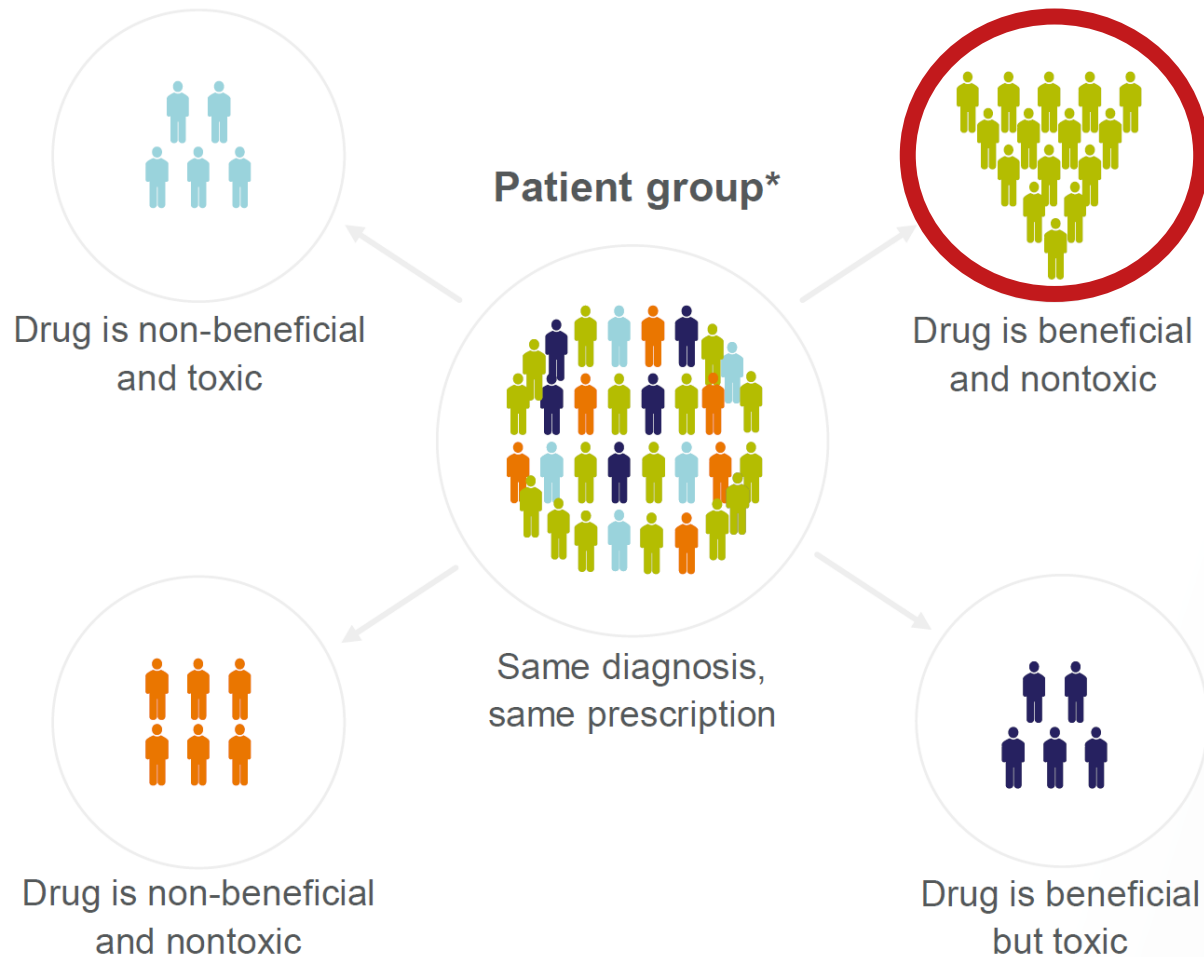 Patient group*
Drug is non-beneficial
and toxic
Drug is beneficial
and nontoxic
Same diagnosis,
same prescription
Drug is non-beneficial
and nontoxic
Drug is beneficial
but toxic